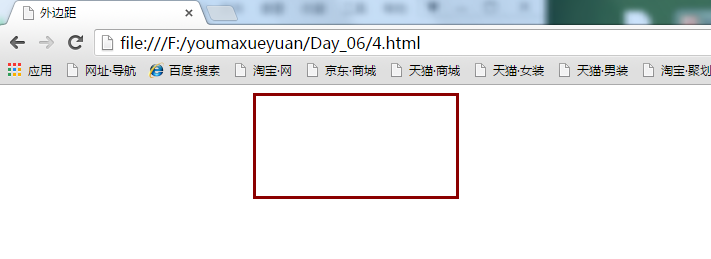 外边距
file:///F:/youmaxueyuan/Day_06/4.html
应用 网址·导航 百度·搜索 淘宝·网 京东·商城 天猫·商城 天猫·女装 天猫·男装 淘宝·聚划